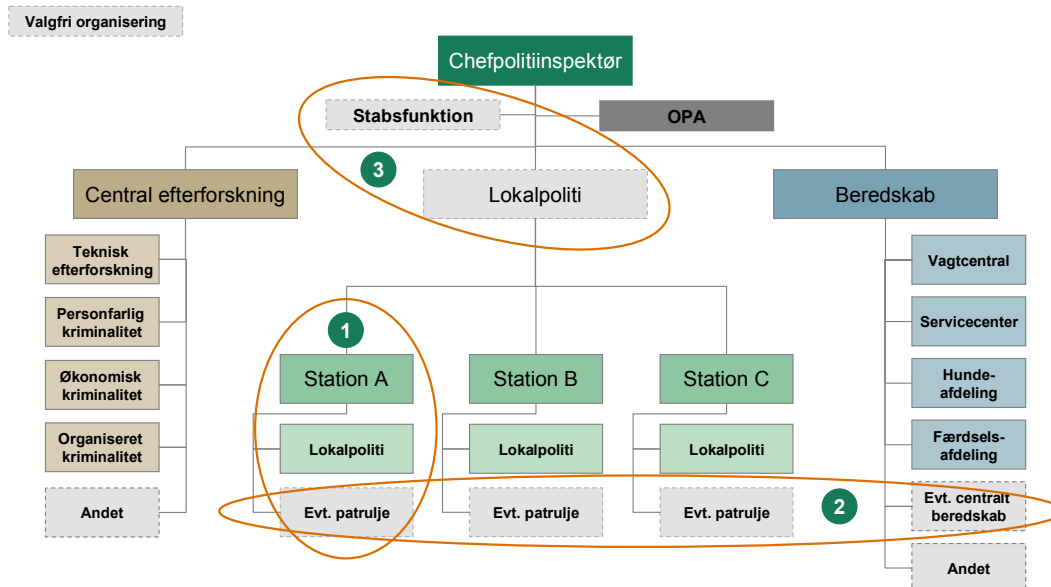 Valgfri organisering
Chefpolitiinspektør
Stabsfunktion
OPA
3
Central efterforskning
Lokalpoliti
Beredskab
Teknisk
efterforskning
Personfarlig
kriminalitet
Økonomisk
kriminalitet
Organiseret
kriminalitet
Andet
1
Station A
Lokalpoliti
Evt. patrulje
Station B
Lokalpoliti
Evt. patrulje
Station C
Lokalpoliti
Evt. patrulje
2
Vagtcentral
Servicecenter
Hunde-
afdeling
Færdsels-
afdeling
Evt. centralt
beredskab
Andet